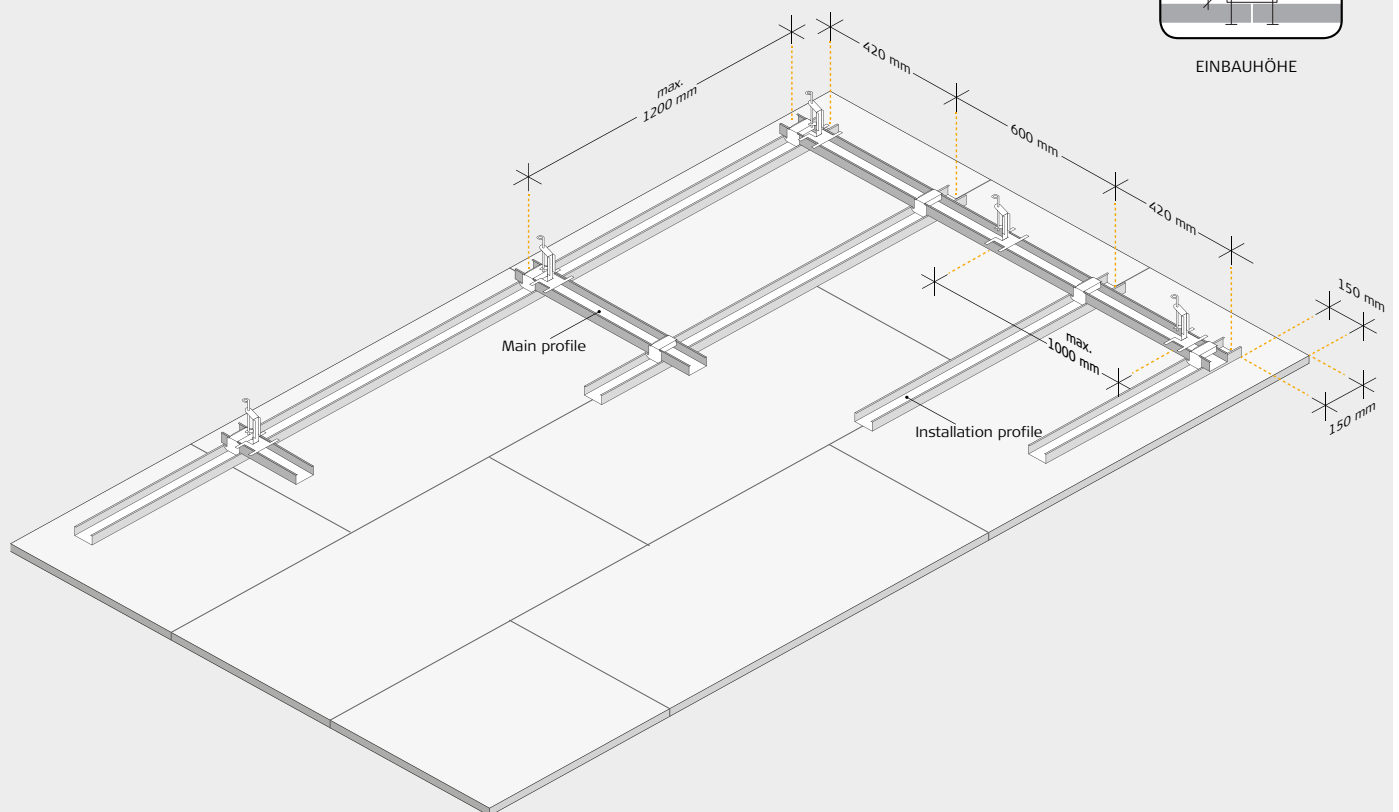 EINBAUHÖHE
420 mm
max.
1200 mm
600 mm
420 mm
150 mm
Main profile
max.
1000 mm
150 mm
Installation profile